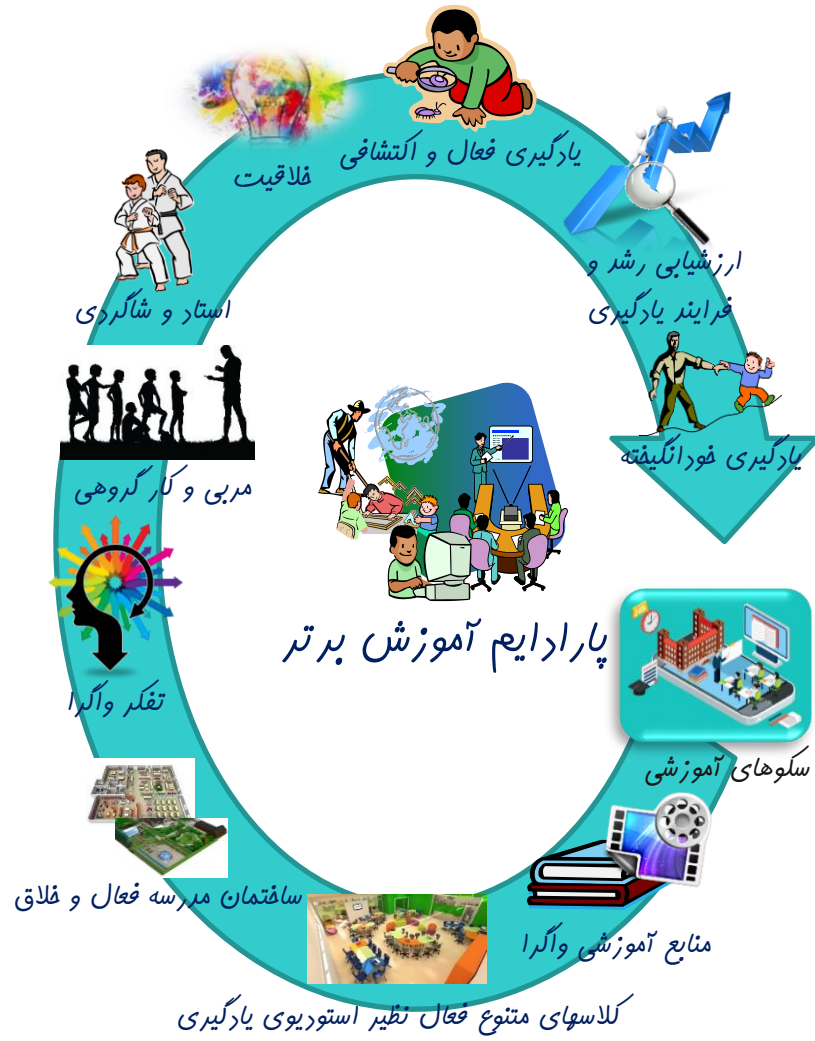 یادگیری فعال و اکتشافی
خلاقیت
ارزشیابی رشد و
فرایند یادگیری
استاد و شاگردی
یادگیری خودانگیخته
مربی و کار گروهی
پارادایم آموزش برتر
تفکر واگرا
سکوهای آموزشی
ساختمان مدرسه فعال و خلاق
منابع آموزشی واگرا
کلاسهای متنوع فعال نظیر استودیوی یادگیری